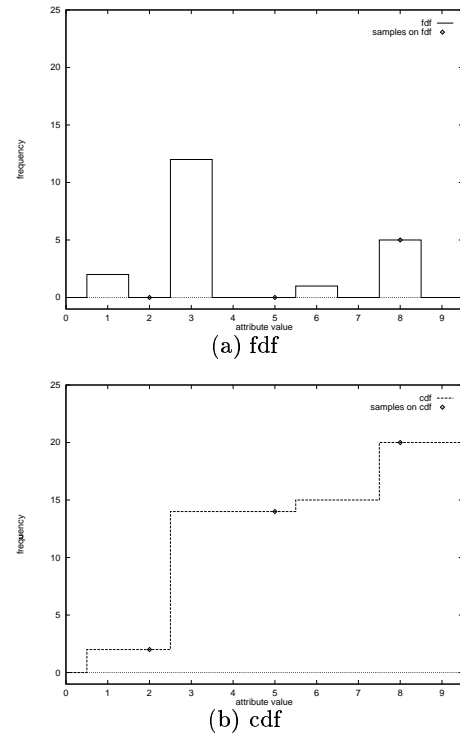 25
20
15
10
5
0
frequency
fdf
samples on fdf
0 1 2 3 4 5 6 7 8 9
attribute value
(a) fdf
25
20
15
10
5
0
frequency
cdf
samples on cdf
0 1 2 3 4 5 6 7 8 9
attribute value
(b) cdf